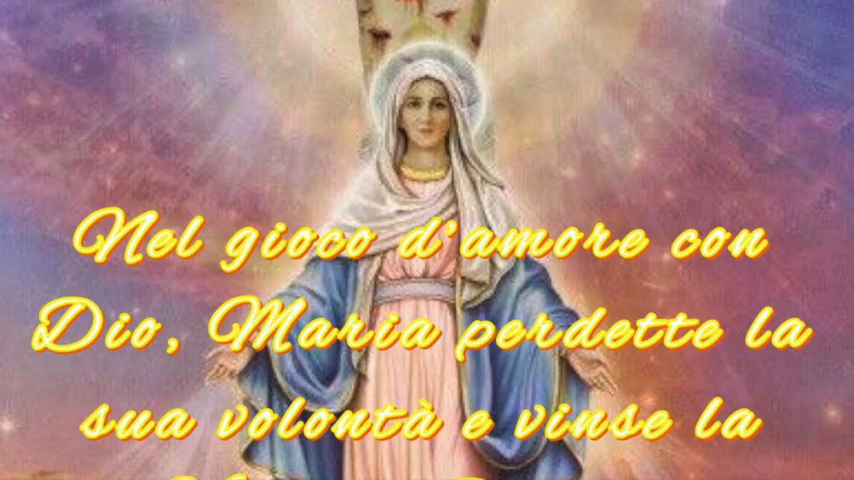 Nel gioco d'amore con
Dio, Maria perdette la
sua volontà e vinse la